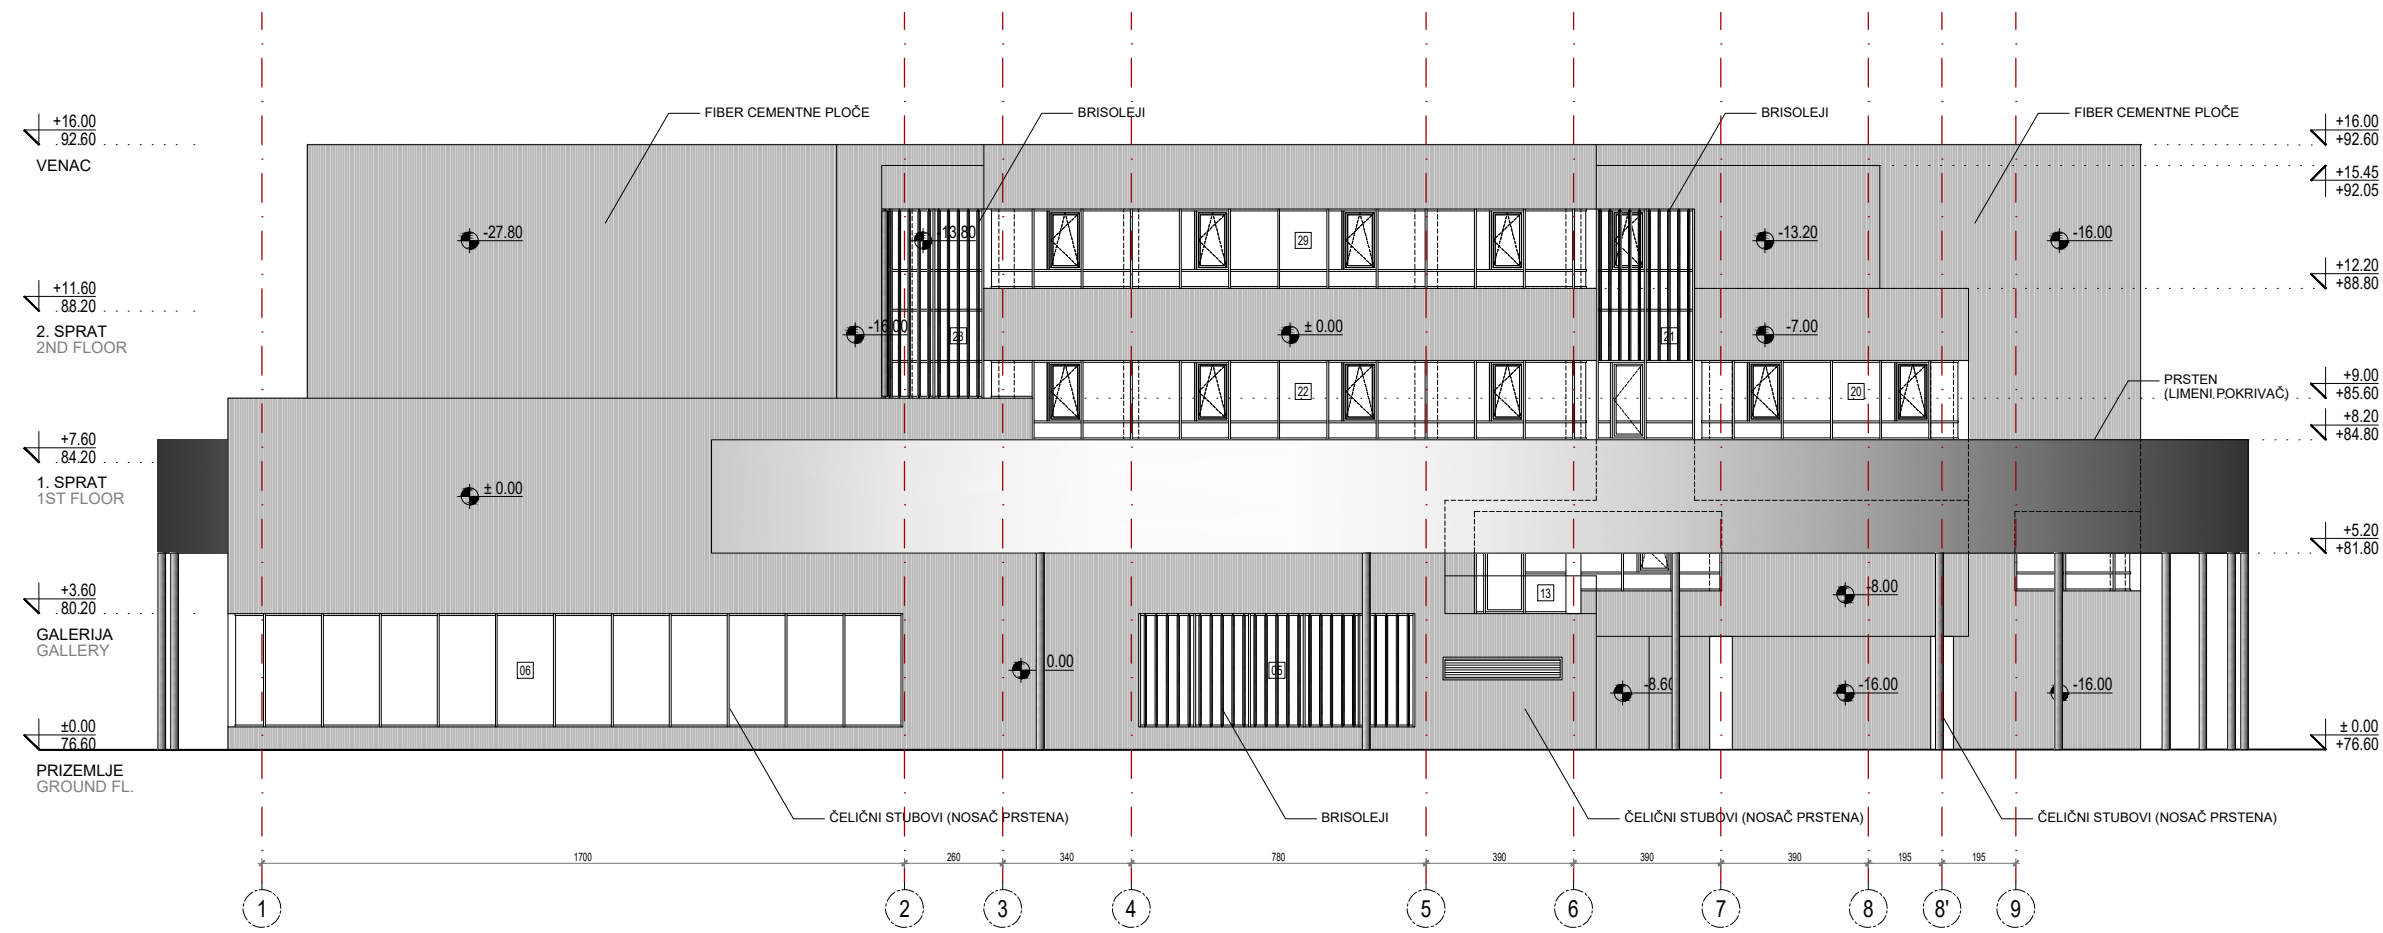 FIBER CEMENTNE PLOČE
BRISOLEJI
BRISOLEJI
FIBER CEMENTNE PLOČE
+16.00
92.60
VENAC
+16.00
+92.60
+15.45
+92.05
-27.80
-13.80
29
-13.20
-16.00
+12.20
+88.80
+11.60
88.20
2. SPRAT
2ND FLOOR
-16.00
23
± 0.00
21
-7.00
22
20
PRSTEN
(LIMENI POKRIVAČ)
+9.00
+85.60
+8.20
+84.80
+7.60
84.20
1. SPRAT
1ST FLOOR
± 0.00
+5.20
+81.80
+3.60
80.20
GALERIJA
GALLERY
13
-8.00
06
0.00
05
-8.60
-16.00
-16.00
±0.00
76.60
PRIZEMLJE
GROUND FL.
± 0.00
+76.60
ČELIČNI STUBOVI (NOSAČ PRSTENA)
BRISOLEJI
ČELIČNI STUBOVI (NOSAČ PRSTENA)
ČELIČNI STUBOVI (NOSAČ PRSTENA)
1700 260 340 780 390 390 390 195 195
1 2 3 4 5 6 7 8 8' 9